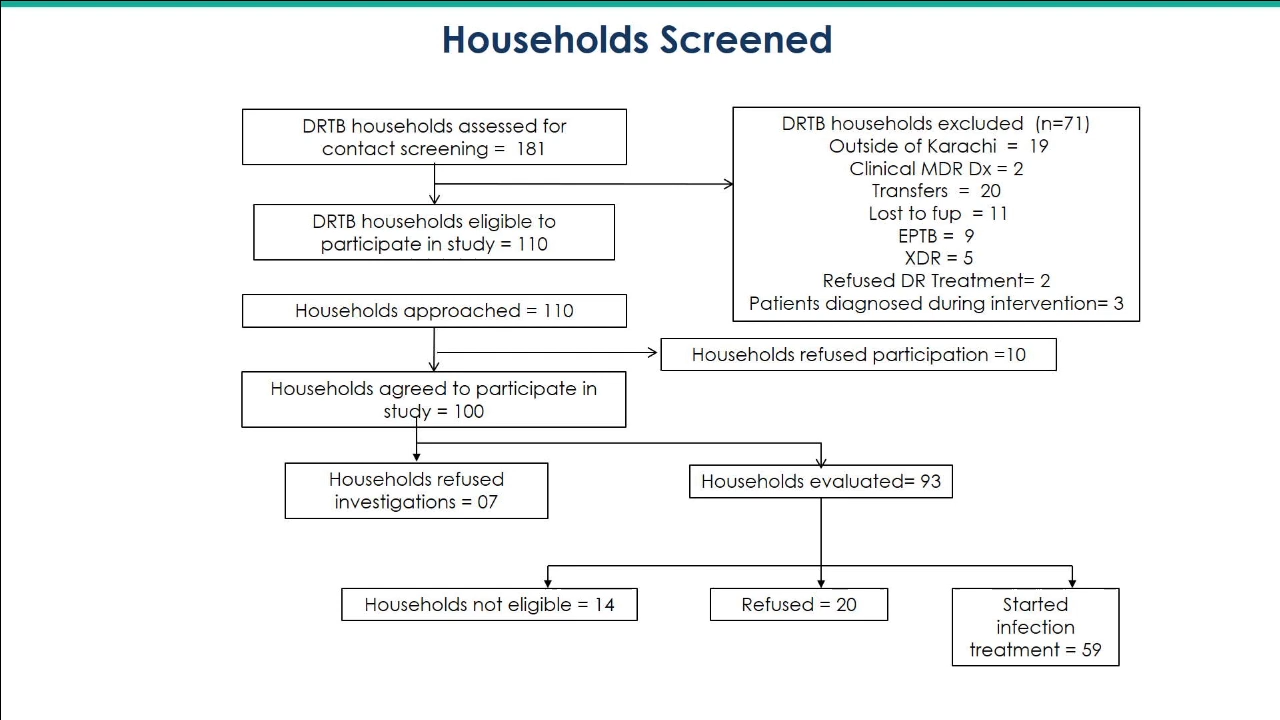 Households Screened
DRTB households assessed for
contact screening = 181
DRTB households excluded (n=71)
Outside of Karachi = 19
Clinical MDR Dx = 2
Transfers = 20
Lost to fup = 11
EPTB = 9
XDR = 5
Refused DR Treatment= 2
Patients diagnosed during intervention= 3
DRTB households eligible to
participate in study = 110
Households approached = 110
Households refused participation =10
Households agreed to participate in
study = 100
Households refused
investigations = 07
Households evaluated= 93
Households not eligible = 14
Refused = 20
Started
infection
treatment = 59